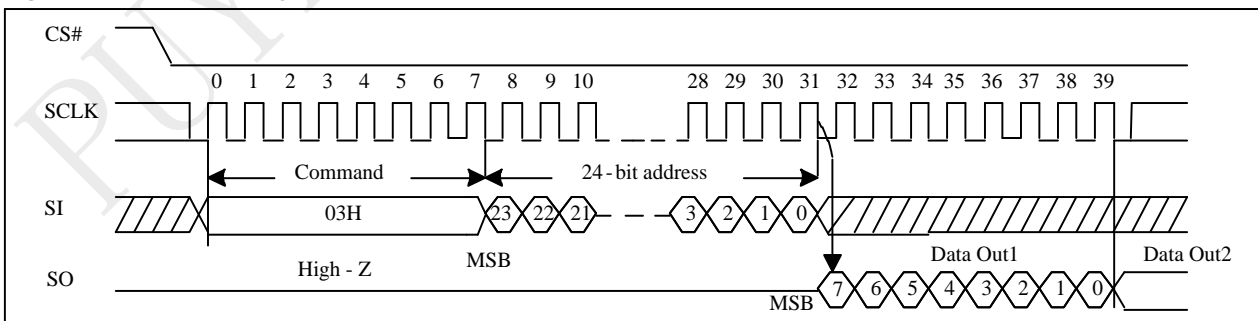 CS#
0 1 2 3 4 5 6 7 8 9 10 28 29 30 31 32 33 34 35 36 37 38 39
SCLK
Command 24-bit address
SI 03H 23 22 21 3 2 1 0
High - Z MSB Data Out1 Data Out2
SO MSB 7 6 5 4 3 2 1 0